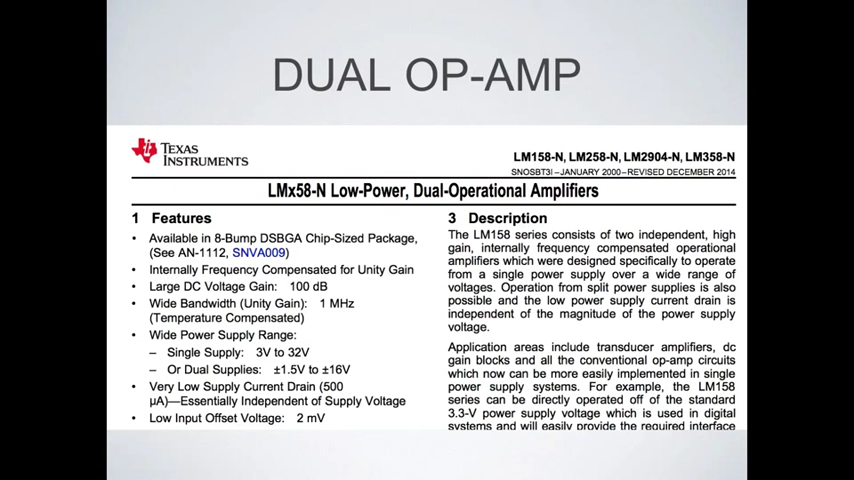 DUAL OP-AMP
TEXAS
INSTRUMENTS
LM158-N, LM258-N, LM2904-N, LM358-N
SNOSBT3I – JANUARY 2000 – REVISED DECEMBER 2014
LMx58-N Low-Power, Dual-Operational Amplifiers
1 Features
• Available in 8-Bump DSBGA Chip-Sized Package,
(See AN-1112, SNVA009)
• Internally Frequency Compensated for Unity Gain
• Large DC Voltage Gain: 100 dB
• Wide Bandwidth (Unity Gain): 1 MHz
(Temperature Compensated)
• Wide Power Supply Range:
– Single Supply: 3V to 32V
– Or Dual Supplies: ±1.5V to ±16V
• Very Low Supply Current Drain (500
µA)—Essentially Independent of Supply Voltage
• Low Input Offset Voltage: 2 mV
3 Description
The LM158 series consists of two independent, high
gain, internally frequency compensated operational
amplifiers which were designed specifically to operate
from a single power supply over a wide range of
voltages. Operation from split power supplies is also
possible and the low power supply current drain is
independent of the magnitude of the power supply
voltage.
Application areas include transducer amplifiers, dc
gain blocks and all the conventional op-amp circuits
which now can be more easily implemented in single
power supply systems. For example, the LM158
series can be directly operated off of the standard
3.3-V power supply voltage which is used in digital
systems and will easily provide the required interface